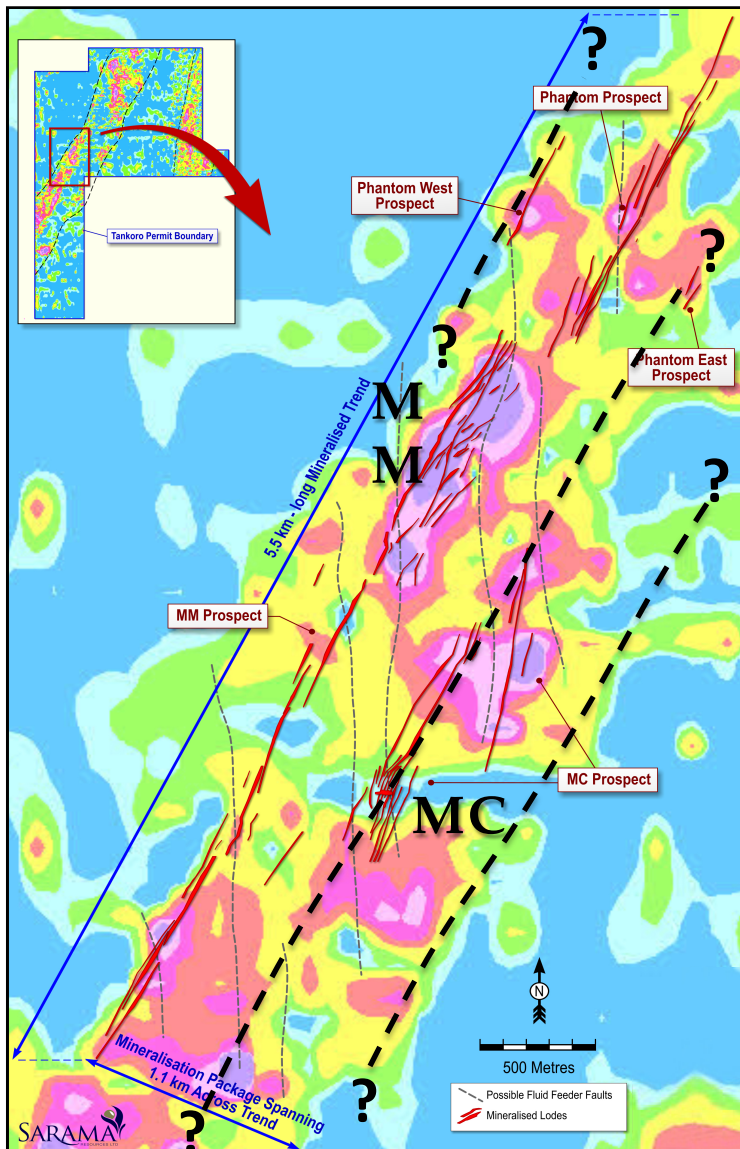 ?
Phantom Prospect
Phantom West
Prospect
Tankoro Permit Boundary
?
?
Phantom East
Prospect
M
M
5.5 km - long Mineralised Trend
?
MM Prospect
MC Prospect
MC
N
500 Metres
Mineralisation Package Spanning
1.1 km Across Trend
?
?
Possible Fluid Feeder Faults
Mineralised Lodes
SARAMA
RESOURCES LTD